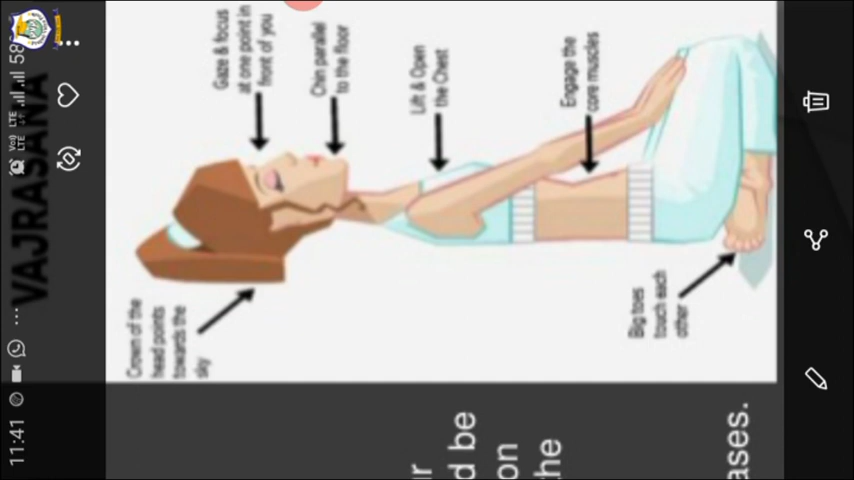 11:41
58
VAJRASANA
Gaze & focus
at one point in
front of you
Chin parallel
to the floor
Lift & Open
the Chest
Engage the
core muscles
Crown of the
head points
towards the
sky
Big toes
touch each
other
d be
on
ases.